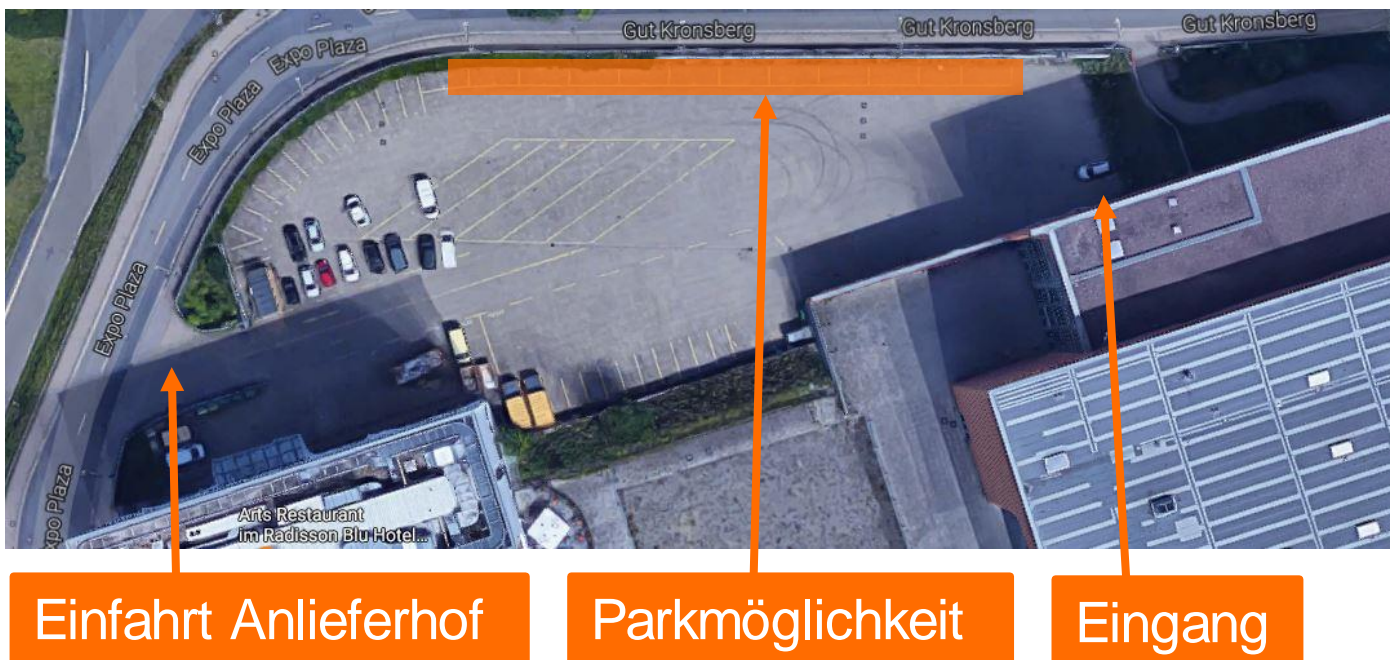 Gut Kronsberg
Gut Kronsberg
Gut Kronsberg
Expo Plaza
Expo Plaza
Expo Plaza
Expo Plaza
Expo Plaza
Arts Restaurant
im Radisson Blu Hotel...
Einfahrt Anlieferhof
Parkmöglichkeit
Eingang